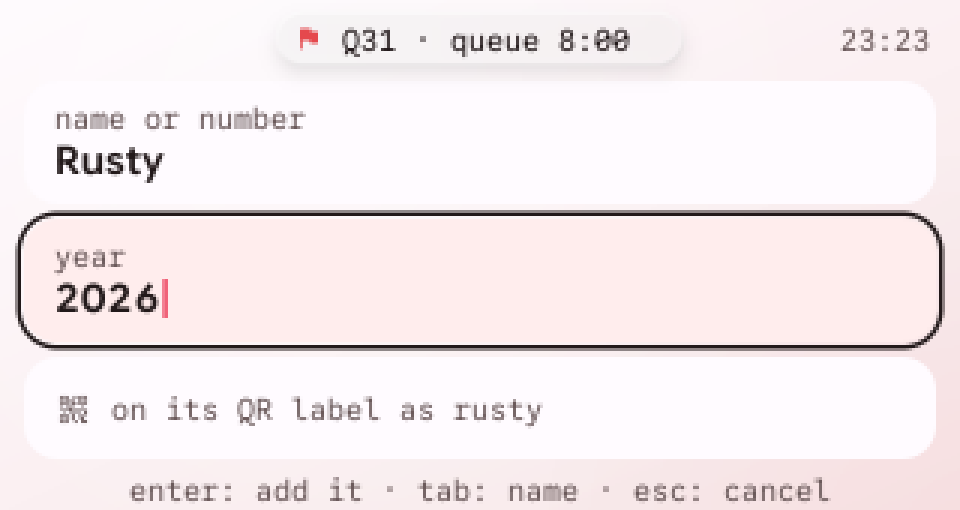 Q31 · queue 8:00
23:23
name or number
Rusty
year
2026
on its QR label as rusty
enter: add it · tab: name · esc: cancel